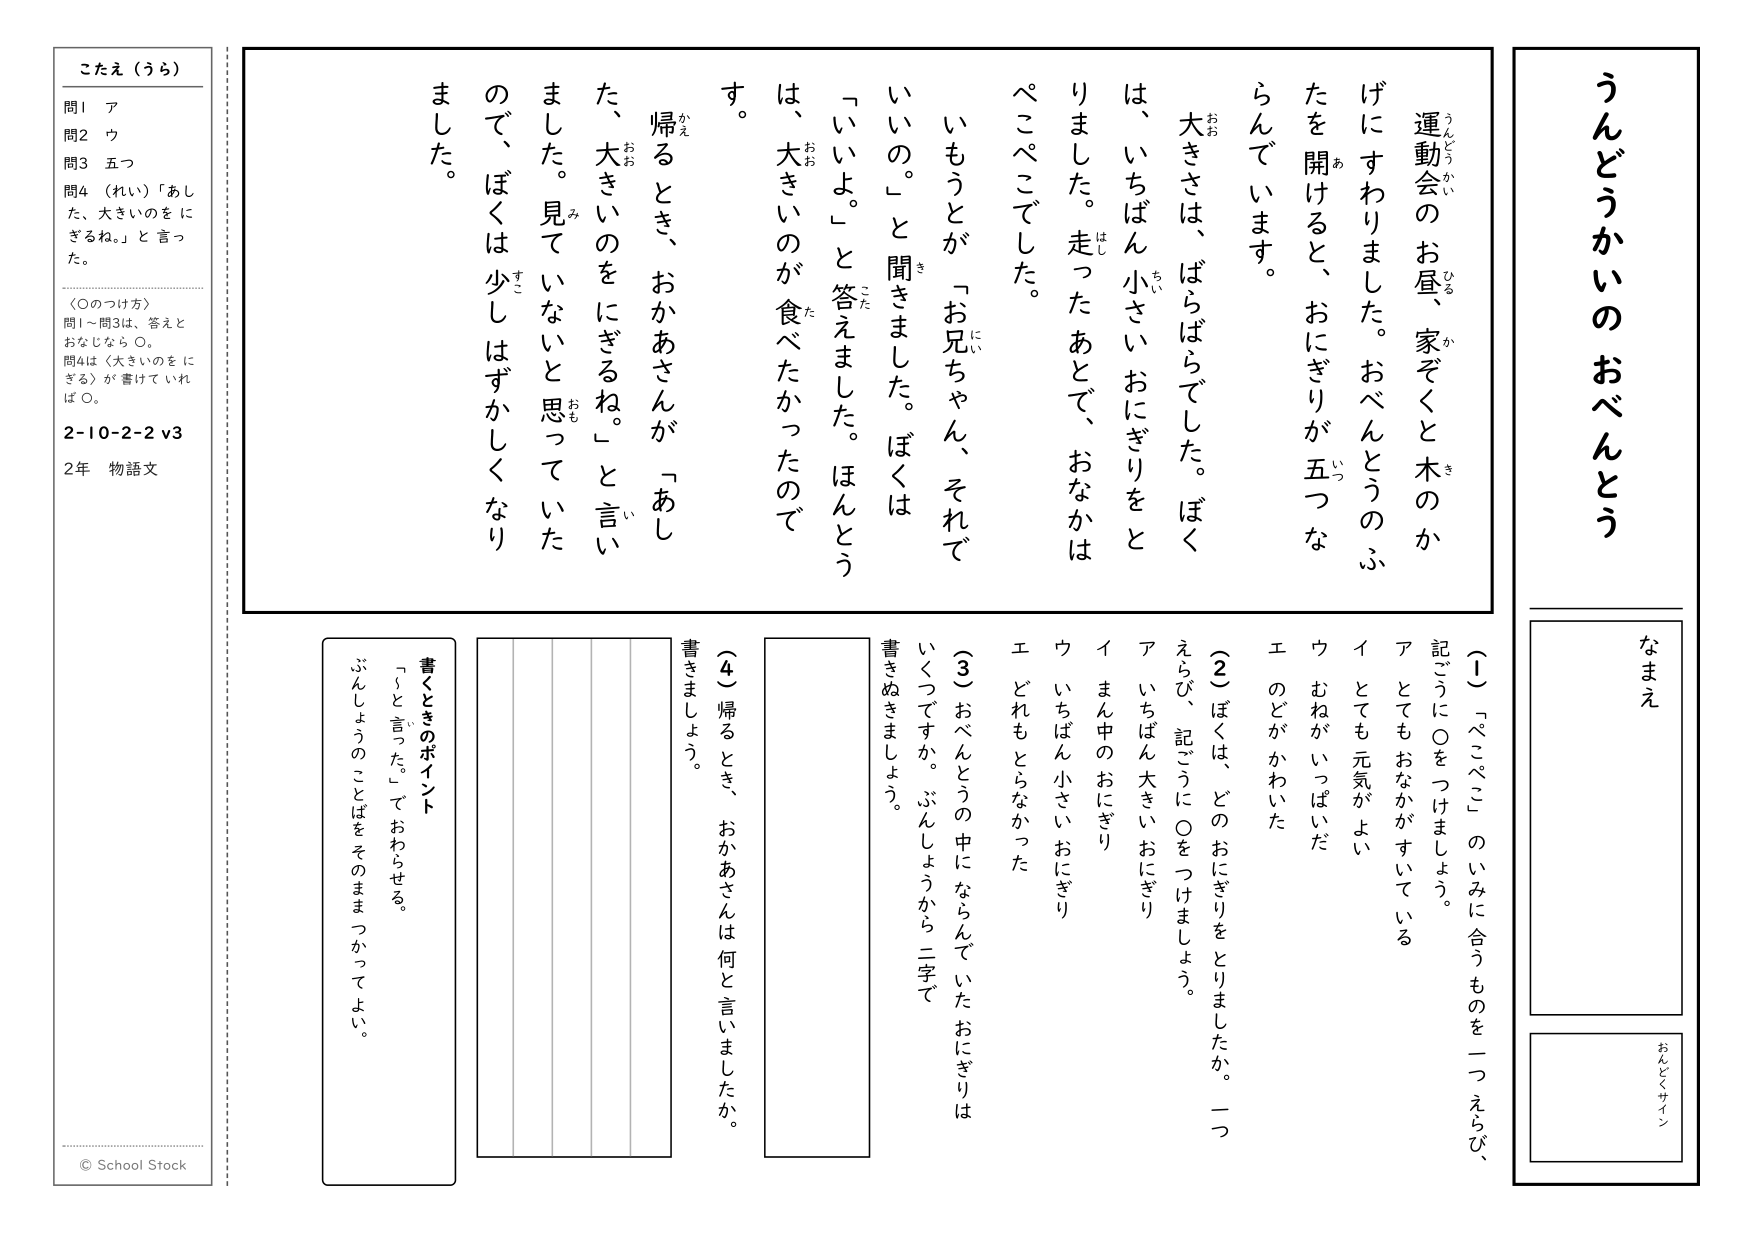 うんどうかいの おべんとう
なまえ
おんどくサイン
運動会の お昼、家ぞくと 木の か
げに すわりました。おべんとうの ふ
たを 開けると、おにぎりが 五つ な
らんで います。
大きさは、ばらばらでした。ぼく
は、いちばん 小さい おにぎりを と
りました。走った あとで、おなかは
ぺこぺこでした。
いもうとが 「お兄ちゃん、それで
いいの。」と 聞きました。ぼくは
「いいよ。」と 答えました。ほんとう
は、大きいのが 食べたかったので
す。
帰る とき、おかあさんが 「あし
た、大きいのを にぎるね。」と 言い
ました。見て いないと 思って いた
ので、ぼくは 少し はずかしく なり
ました。
(1)「ぺこぺこ」の いみに 合う ものを 一つ えらび、
記ごうに ○を つけましょう。
ア とても おなかが すいて いる
イ とても 元気が よい
ウ むねが いっぱいだ
エ のどが かわいた
(2) ぼくは、どの おにぎりを とりましたか。一つ
えらび、記ごうに ○を つけましょう。
ア いちばん 大きい おにぎり
イ まん中の おにぎり
ウ いちばん 小さい おにぎり
エ どれも とらなかった
(3) おべんとうの 中に ならんで いた おにぎりは
いくつですか。ぶんしょうから 二字で
書きぬきましょう。
(4) 帰る とき、おかあさんは 何と 言いましたか。
書きましょう。
書くときのポイント
「〜と 言った。」で おわらせる。
ぶんしょうの ことばを そのまま つかって よい。
こたえ（うら）
問1 ア
問2 ウ
問3 五つ
問4 （れい）「あし
た、大きいのを に
ぎるね。」と 言っ
た。
〈○のつけ方〉
問1〜問3は、答えと
おなじなら ○。
問4は〈大きいのを に
ぎる〉が 書けて いれ
ば ○。
2-10-2-2 v3
2年 物語文
© School Stock